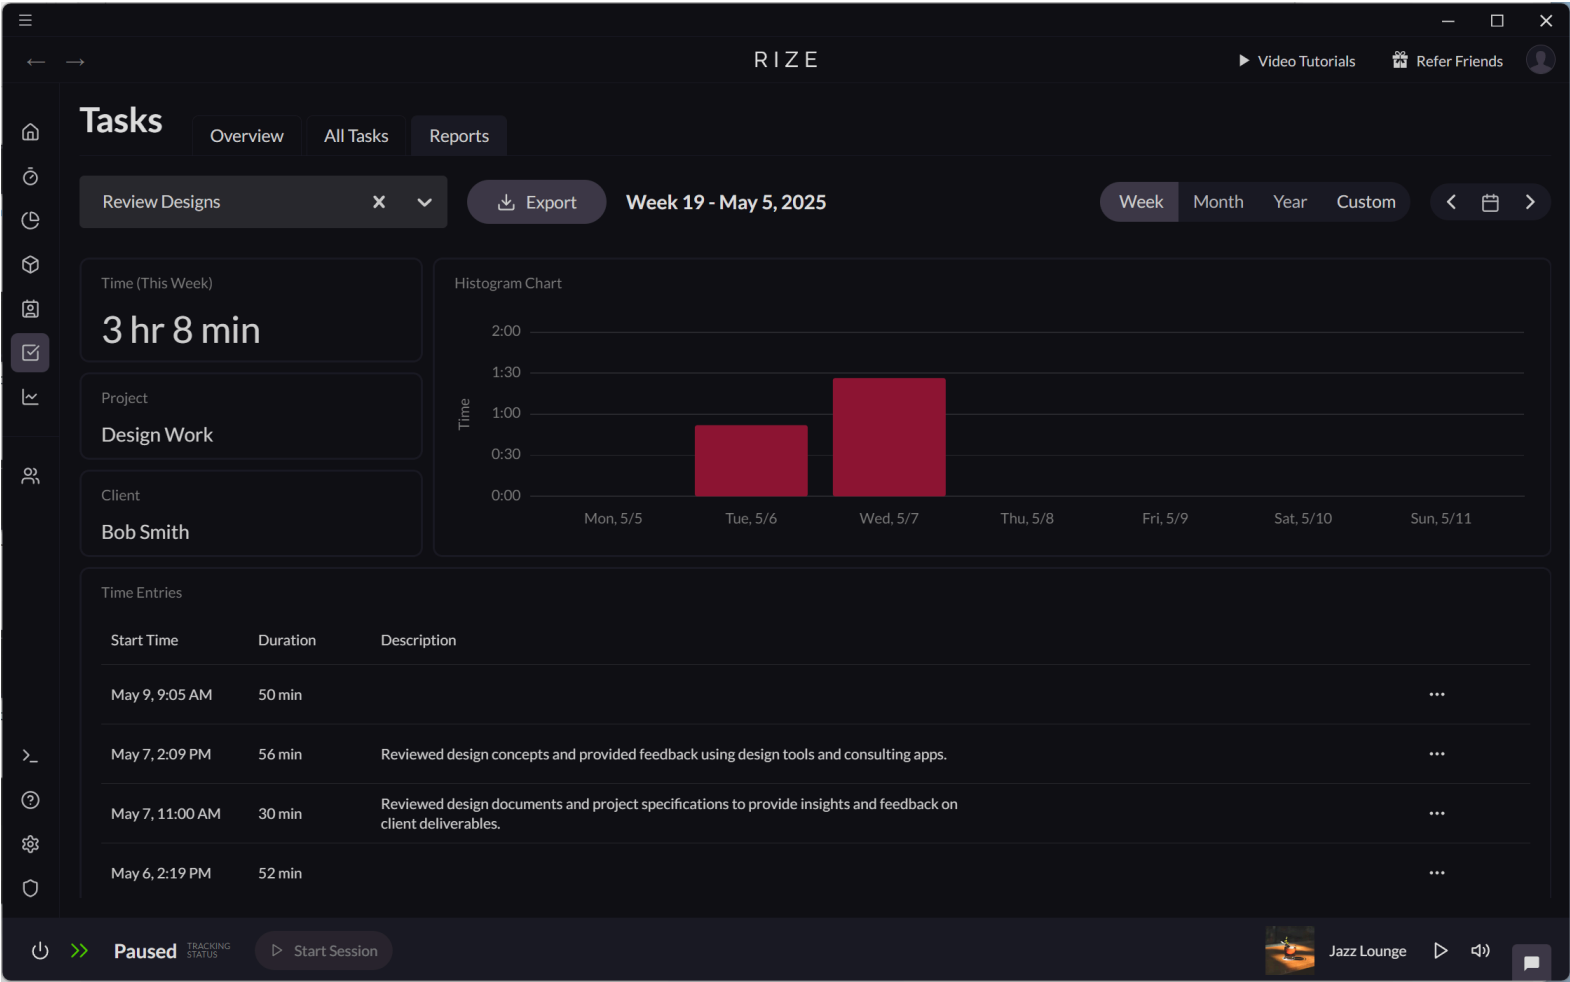 RIZE
Video Tutorials
Refer Friends
Tasks
Overview
All Tasks
Reports
Review Designs
Export
Week 19 - May 5, 2025
Week
Month
Year
Custom
Time (This Week)
3 hr 8 min
Project
Design Work
Client
Bob Smith
Histogram Chart
Time
2:00
1:30
1:00
0:30
0:00
Mon, 5/5
Tue, 5/6
Wed, 5/7
Thu, 5/8
Fri, 5/9
Sat, 5/10
Sun, 5/11
Time Entries
Start Time Duration Description
May 9, 9:05 AM 50 min
May 7, 2:09 PM 56 min Reviewed design concepts and provided feedback using design tools and consulting apps.
May 7, 11:00 AM 30 min Reviewed design documents and project specifications to provide insights and feedback on
client deliverables.
May 6, 2:19 PM 52 min
Paused
TRACKING
STATUS
Start Session
Jazz Lounge